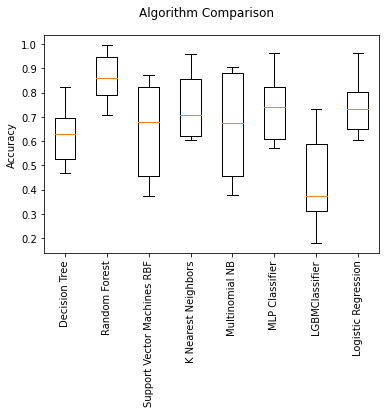 Algorithm Comparison
Accuracy
1.0
0.9
0.8
0.7
0.6
0.5
0.4
0.3
0.2
Decision Tree
Random Forest
Support Vector Machines RBF
K Nearest Neighbors
Multinomial NB
MLP Classifier
LGBMClassifier
Logistic Regression